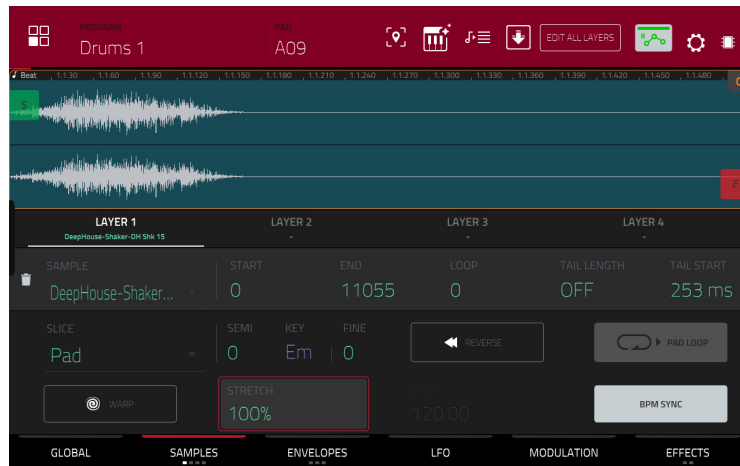 PROGRAM
PAD
Drums 1
A09
EDIT ALL LAYERS
Beat 1.1.30 1.1.60 1.1.90 1.1.120 1.1.150 1.1.180 1.1.210 1.1.240 1.1.270 1.1.300 1.1.330 1.1.360 1.1.390 1.1.420 1.1.450 1.1.480
S
E
LAYER 1 LAYER 2 LAYER 3 LAYER 4
DeepHouse-Shaker-DH Shk 15 - - -
SAMPLE START END LOOP TAIL LENGTH TAIL START
DeepHouse-Shaker... 0 11055 0 OFF 253 ms
SLICE SEMI KEY FINE
Pad 0 Em 0
REVERSE
PAD LOOP
WARP
STRETCH
100%
BPM
120.00
BPM SYNC
GLOBAL SAMPLES ENVELOPES LFO MODULATION EFFECTS